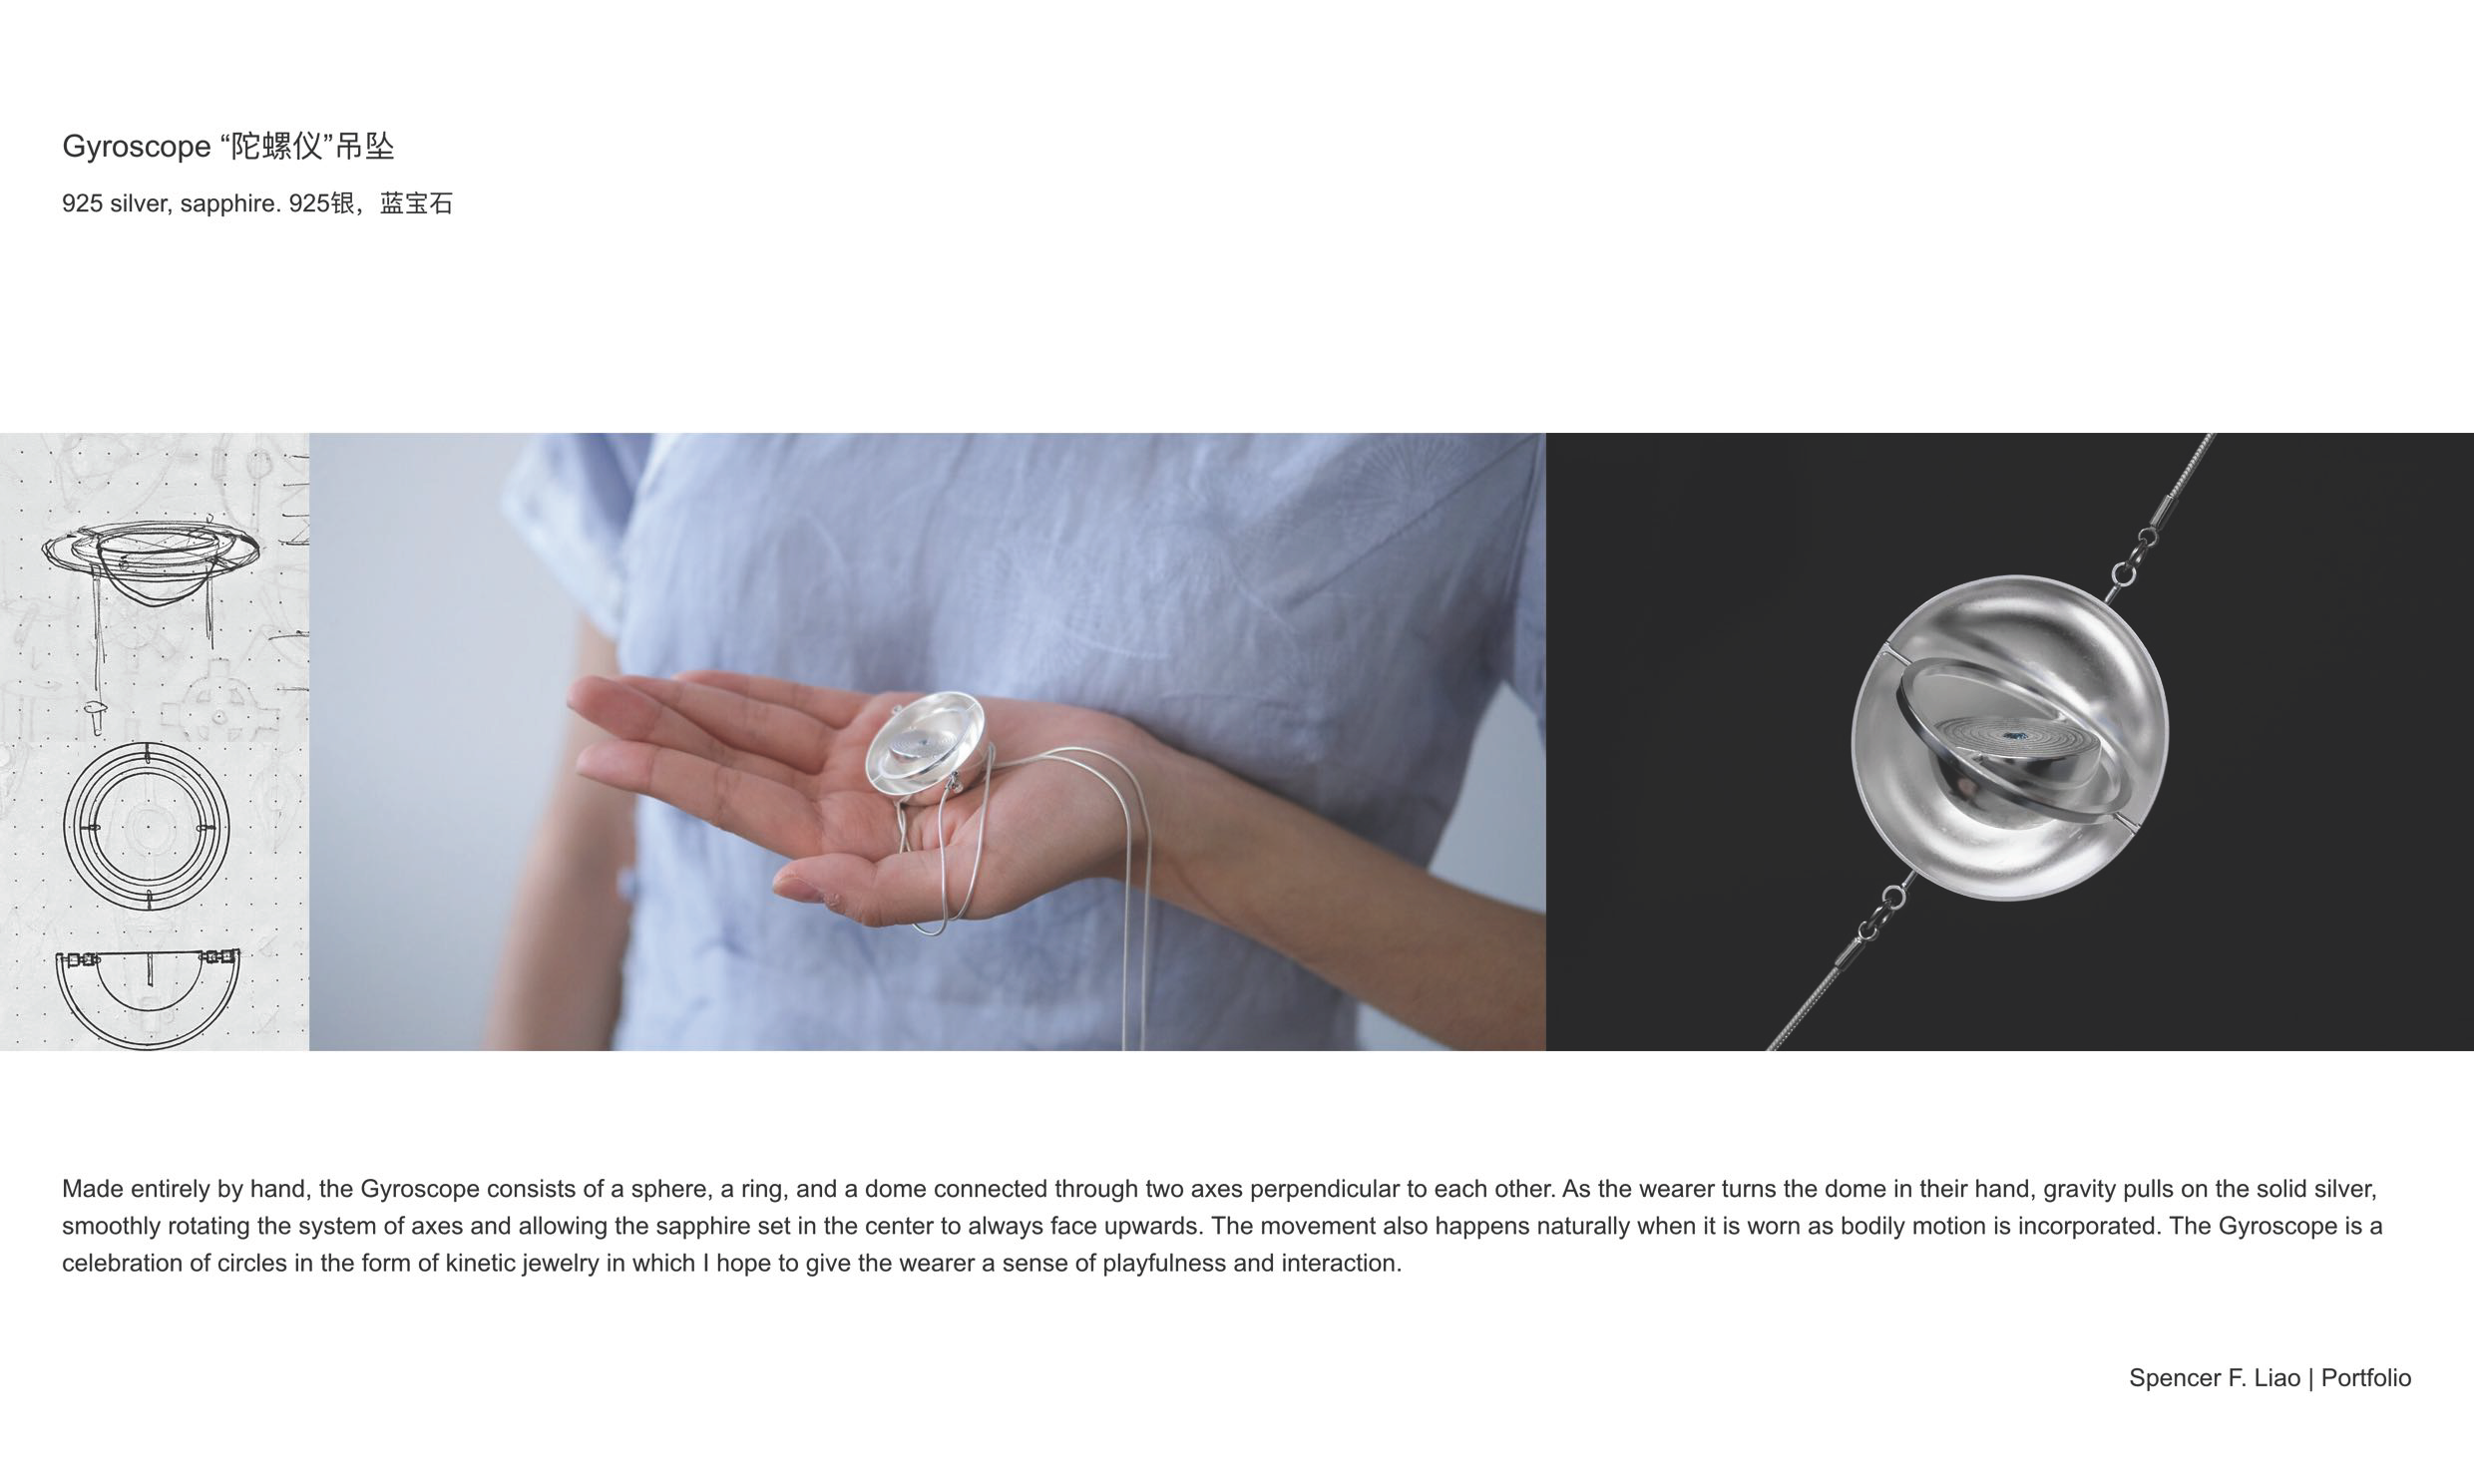 Gyroscope “陀螺仪”吊坠
925 silver, sapphire. 925银，蓝宝石
Made entirely by hand, the Gyroscope consists of a sphere, a ring, and a dome connected through two axes perpendicular to each other. As the wearer turns the dome in their hand, gravity pulls on the solid silver,
smoothly rotating the system of axes and allowing the sapphire set in the center to always face upwards. The movement also happens naturally when it is worn as bodily motion is incorporated. The Gyroscope is a
celebration of circles in the form of kinetic jewelry in which I hope to give the wearer a sense of playfulness and interaction.
Spencer F. Liao | Portfolio